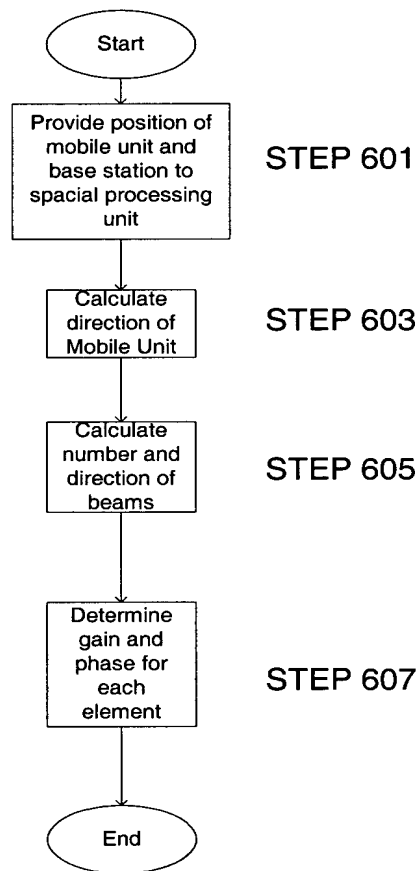 Start
Provide position of
mobile unit and
base station to
spacial processing
unit
STEP 601
Calculate
direction of
Mobile Unit
STEP 603
Calculate
number and
direction of
beams
STEP 605
Determine
gain and
phase for
each
element
STEP 607
End